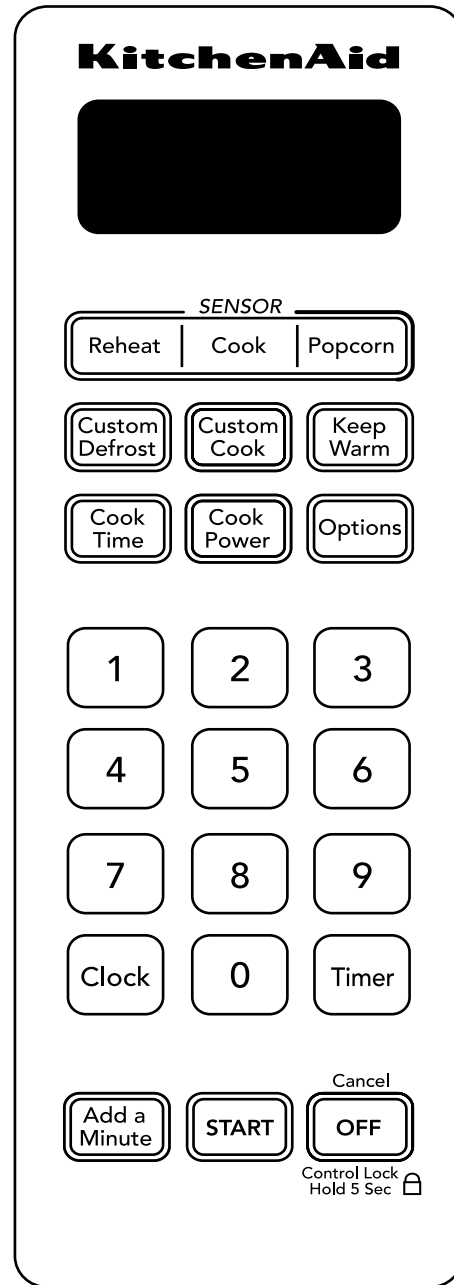 KitchenAid
SENSOR
Reheat Cook Popcorn
Custom Defrost
Custom Cook
Keep Warm
Cook Time
Cook Power
Options
1 2 3
4 5 6
7 8 9
Clock 0 Timer
Cancel
Add a Minute
START
OFF
Control Lock
Hold 5 Sec